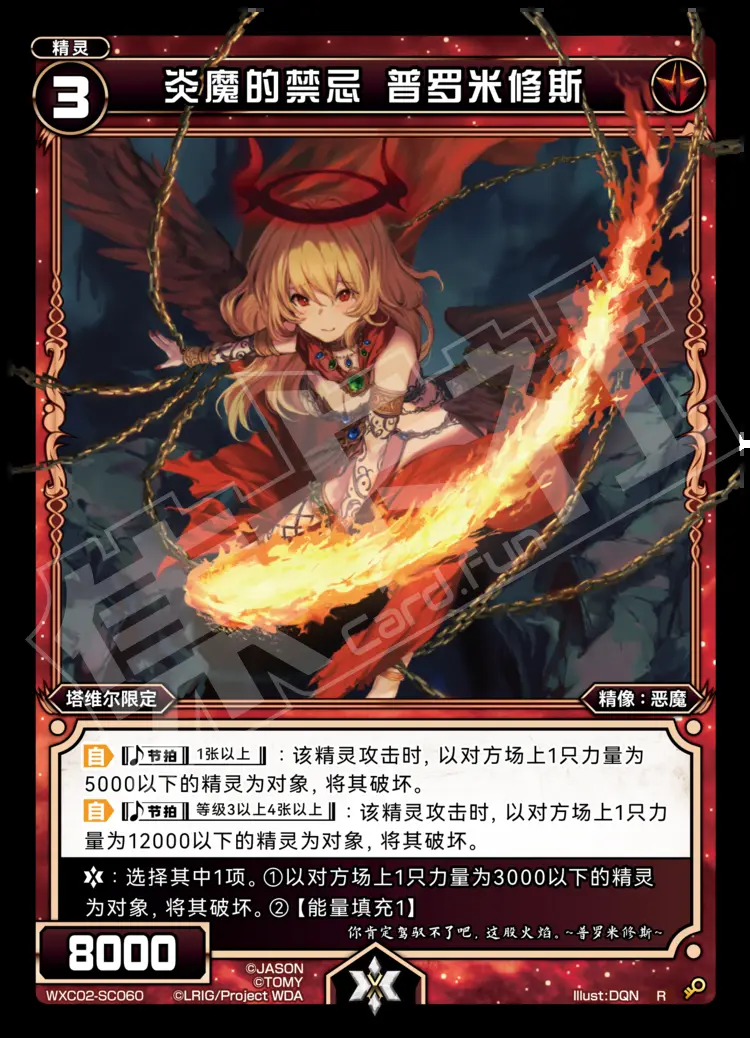 精灵
3
炎魔的禁忌 普罗米修斯
集换社
card.fun
塔维尔限定
精像：恶魔
自 节拍 1张以上 ：该精灵攻击时，以对方场上1只力量为
5000以下的精灵为对象，将其破坏。
自 节拍 等级3以上4张以上 ：该精灵攻击时，以对方场上1只力
量为12000以下的精灵为对象，将其破坏。
：选择其中1项。①以对方场上1只力量为3000以下的精灵
为对象，将其破坏。②【能量填充1】
你肯定驾驭不了吧，这股火焰。~普罗米修斯~
8000
©JASON
©TOMY
WXC02-SC060 ©LRIG/Project WDA Illust:DQN R